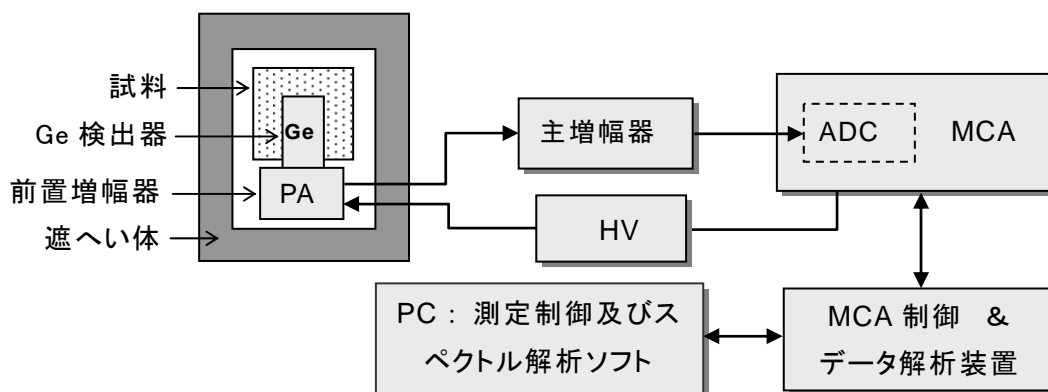 試料
Ge 検出器
前置増幅器
遮へい体
Ge
PA
主増幅器
HV
ADC
MCA
PC： 測定制御及びス
ペクトル解析ソフト
MCA 制御 ＆
データ解析装置